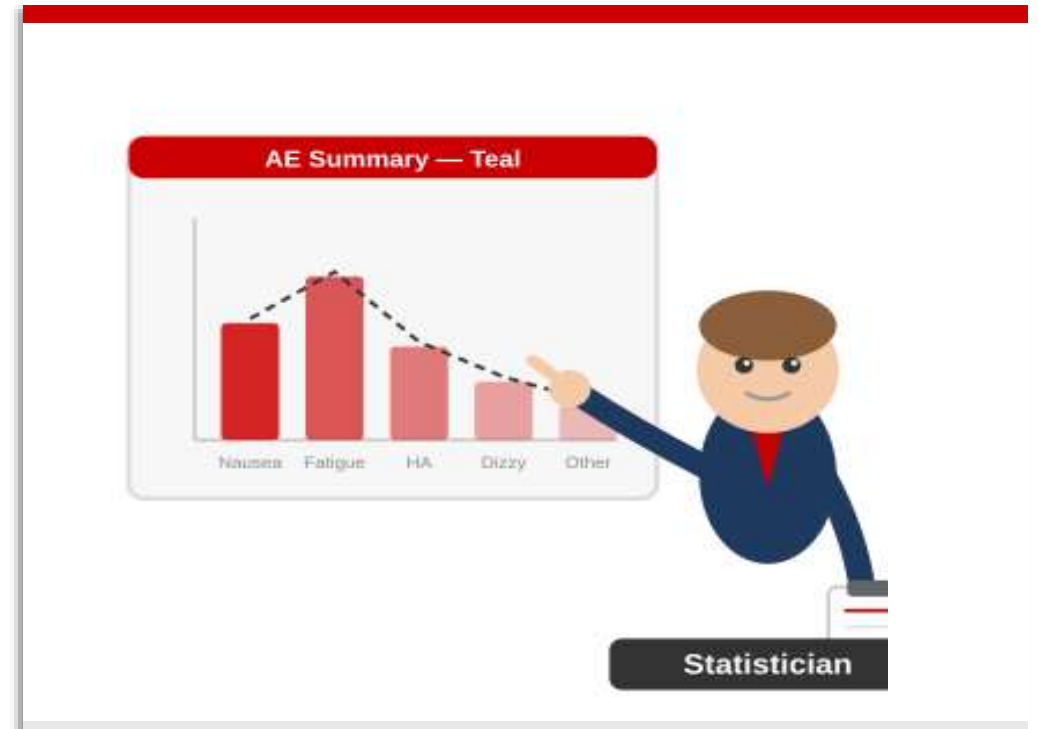 AE Summary — Teal
Nausea Fatigue HA Dizzy Other
Statistician